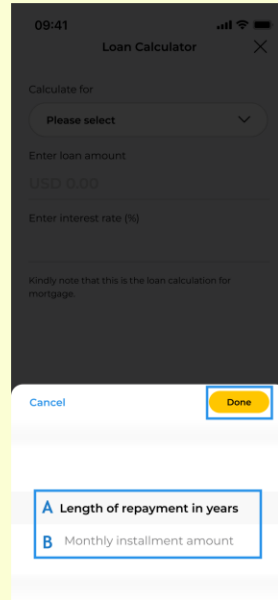 09:41
Loan Calculator
Calculate for
Please select
Enter loan amount
USD 0.00
Enter interest rate (%)
Kindly note that this is the loan calculation for
mortgage.
Cancel
Done
A Length of repayment in years
B Monthly installment amount